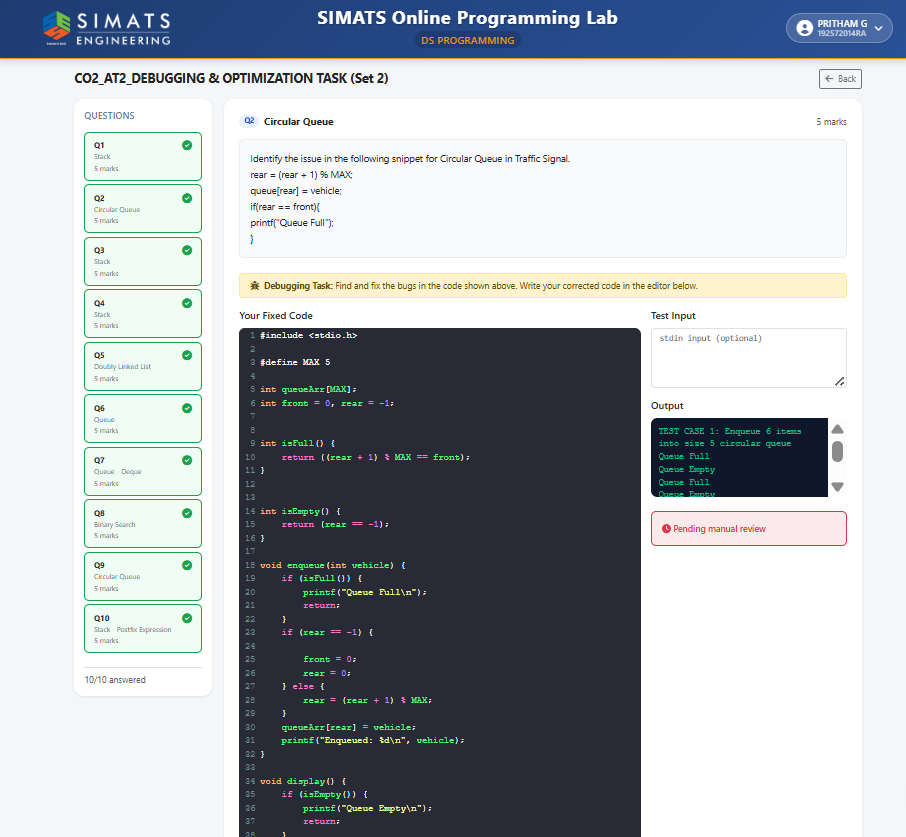 SIMATS
ENGINEERING
SIMATS Online Programming Lab
DS PROGRAMMING
PRITHAM G
192572014RA
CO2_AT2_DEBUGGING & OPTIMIZATION TASK (Set 2)
← Back
QUESTIONS
Q1
Stack
5 marks
Q2
Circular Queue
5 marks
Q3
Stack
5 marks
Q4
Stack
5 marks
Q5
Doubly Linked List
5 marks
Q6
Queue
5 marks
Q7
Queue · Deque
5 marks
Q8
Binary Search
5 marks
Q9
Circular Queue
5 marks
Q10
Stack · Postfix Expression
5 marks
10/10 answered
Q2 Circular Queue
5 marks
Identify the issue in the following snippet for Circular Queue in Traffic Signal.
rear = (rear + 1) % MAX;
queue[rear] = vehicle;
if(rear == front){
printf("Queue Full");
}
Debugging Task: Find and fix the bugs in the code shown above. Write your corrected code in the editor below.
Your Fixed Code
1 #include <stdio.h>
2
3 #define MAX 5
4
5 int queueArr[MAX];
6 int front = 0, rear = -1;
7
8
9 int isFull() {
10     return ((rear + 1) % MAX == front);
11 }
12
13
14 int isEmpty() {
15     return (rear == -1);
16 }
17
18 void enqueue(int vehicle) {
19     if (isFull()) {
20         printf("Queue Full\n");
21         return;
22     }
23     if (rear == -1) {
24
25         front = 0;
26         rear = 0;
27     } else {
28         rear = (rear + 1) % MAX;
29     }
30     queueArr[rear] = vehicle;
31     printf("Enqueued: %d\n", vehicle);
32 }
33
34 void display() {
35     if (isEmpty()) {
36         printf("Queue Empty\n");
37         return;
38     }
Test Input
stdin input (optional)
Output
TEST CASE 1: Enqueue 6 items
into size 5 circular queue
Queue Full
Queue Empty
Queue Full
Queue Empty
Pending manual review